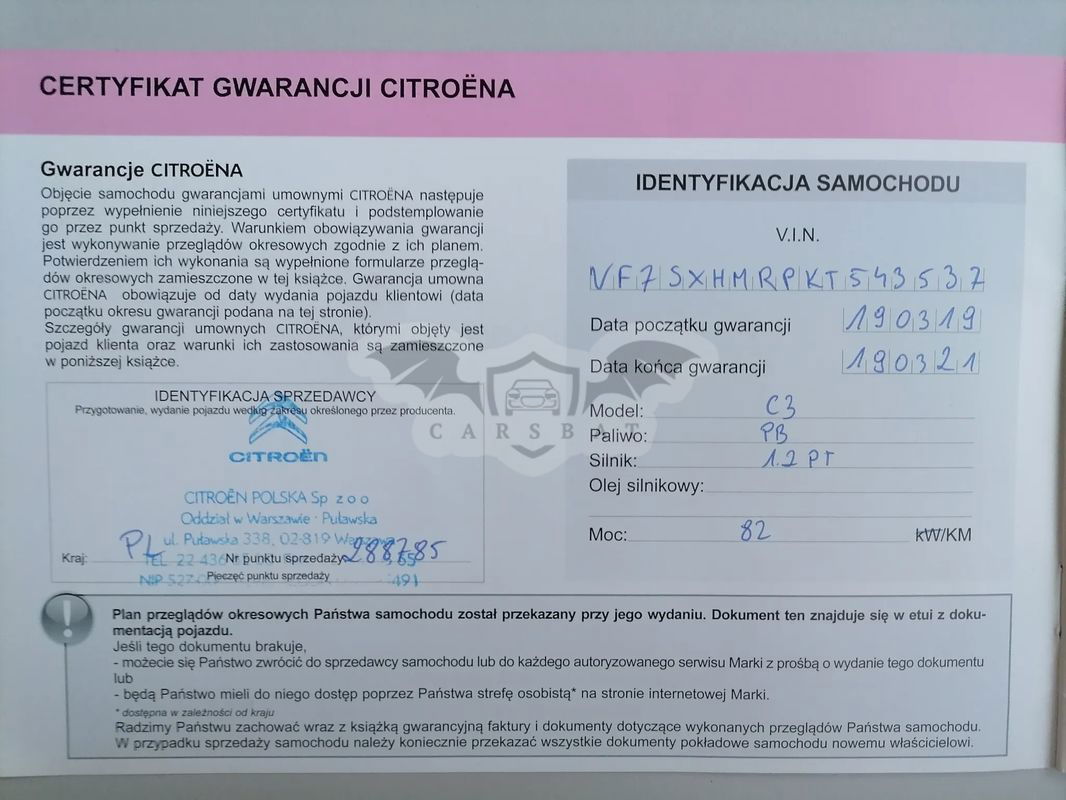 CERTYFIKAT GWARANCJI CITROËNA
Gwarancje CITROËNA
Objęcie samochodu gwarancjami umownymi CITROËNA następuje
poprzez wypełnienie niniejszego certyfikatu i podstemplowanie
go przez punkt sprzedaży. Warunkiem obowiązywania gwarancji
jest wykonywanie przeglądów okresowych zgodnie z ich planem.
Potwierdzeniem ich wykonania są wypełnione formularze przeglą-
dów okresowych zamieszczone w tej książce. Gwarancja umowna
CITROËNA obowiązuje od daty wydania pojazdu klientowi (data
początku okresu gwarancji podana na tej stronie).
Szczegóły gwarancji umownych CITROËNA, którymi objęty jest
pojazd klienta oraz warunki ich zastosowania są zamieszczone
w poniższej książce.
IDENTYFIKACJA SPRZEDAWCY
Przygotowanie, wydanie pojazdu według zakresu określonego przez producenta.
CITROËN
CITROËN POLSKA Sp z o o
Oddział w Warszawie · Puławska
ul. Puławska 338, 02-819 Warszawa
Kraj: PL
Nr punktu sprzedaży 288785
TEL 22 436 55
Pieczęć punktu sprzedaży
NIP 527 491
IDENTYFIKACJA SAMOCHODU
V.I.N.
VF7SXHMRPKT543537
Data początku gwarancji 190319
Data końca gwarancji 190321
Model: C3
Paliwo: PB
Silnik: 1.2 PT
Olej silnikowy:
Moc: 82 kW/KM
CARSBAT
Plan przeglądów okresowych Państwa samochodu został przekazany przy jego wydaniu. Dokument ten znajduje się w etui z doku-
mentacją pojazdu.
Jeśli tego dokumentu brakuje,
- możecie się Państwo zwrócić do sprzedawcy samochodu lub do każdego autoryzowanego serwisu Marki z prośbą o wydanie tego dokumentu
lub
- będą Państwo mieli do niego dostęp poprzez Państwa strefę osobistą* na stronie internetowej Marki.
* dostępna w zależności od kraju
Radzimy Państwu zachować wraz z książką gwarancyjną faktury i dokumenty dotyczące wykonanych przeglądów Państwa samochodu.
W przypadku sprzedaży samochodu należy koniecznie przekazać wszystkie dokumenty pokładowe samochodu nowemu właścicielowi.